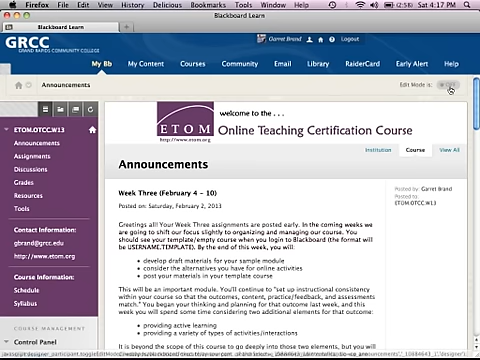 Firefox File Edit View History Delicious Bookmarks Tools Window Help (2:58) Sat 4:17 PM
Blackboard Learn
Blackboard Learn
GRCC
GRAND RAPIDS COMMUNITY COLLEGE
Garret Brand Logout
My Bb My Content Courses Community Email Library RaiderCard Early Alert Help
Announcements Edit Mode is:
welcome to the . . .
ETOM
Online Teaching Certification Course
http://www.etom.org
Institution Course View All
ETOM.OTCC.W13
Announcements
Assignments
Discussions
Grades
Resources
Tools
Contact Information:
gbrand@grcc.edu
http://www.etom.org
Course Information:
Schedule
Syllabus
COURSE MANAGEMENT
Control Panel
Announcements
Week Three (February 4 - 10)
Posted on: Saturday, February 2, 2013
Posted by: Garret Brand
Posted to:
ETOM.OTCC.W13
Greetings all! Your Week Three assignments are posted early. In the coming weeks we
are going to shift our focus slightly to organizing and managing our course. You
should see your template/empty course when you login to Blackboard (the format will
be USERNAME.TEMPLATE). By the end of this week, you will:
• develop draft materials for your sample module
• consider the alternatives you have for online activities
• post your materials in your template course
This will be an important module. You'll continue to "set up instructional consistency
within your course so that the outcomes, content, practice/feedback, and assessments
match." You began your thinking and planning for that outcome last week, and this
week you will spend some time considering two additional elements for that outcome:
• providing active learning
• providing a variety of types of activities/interactions
It is beyond the scope of this course to go deeply into those two elements, but you will